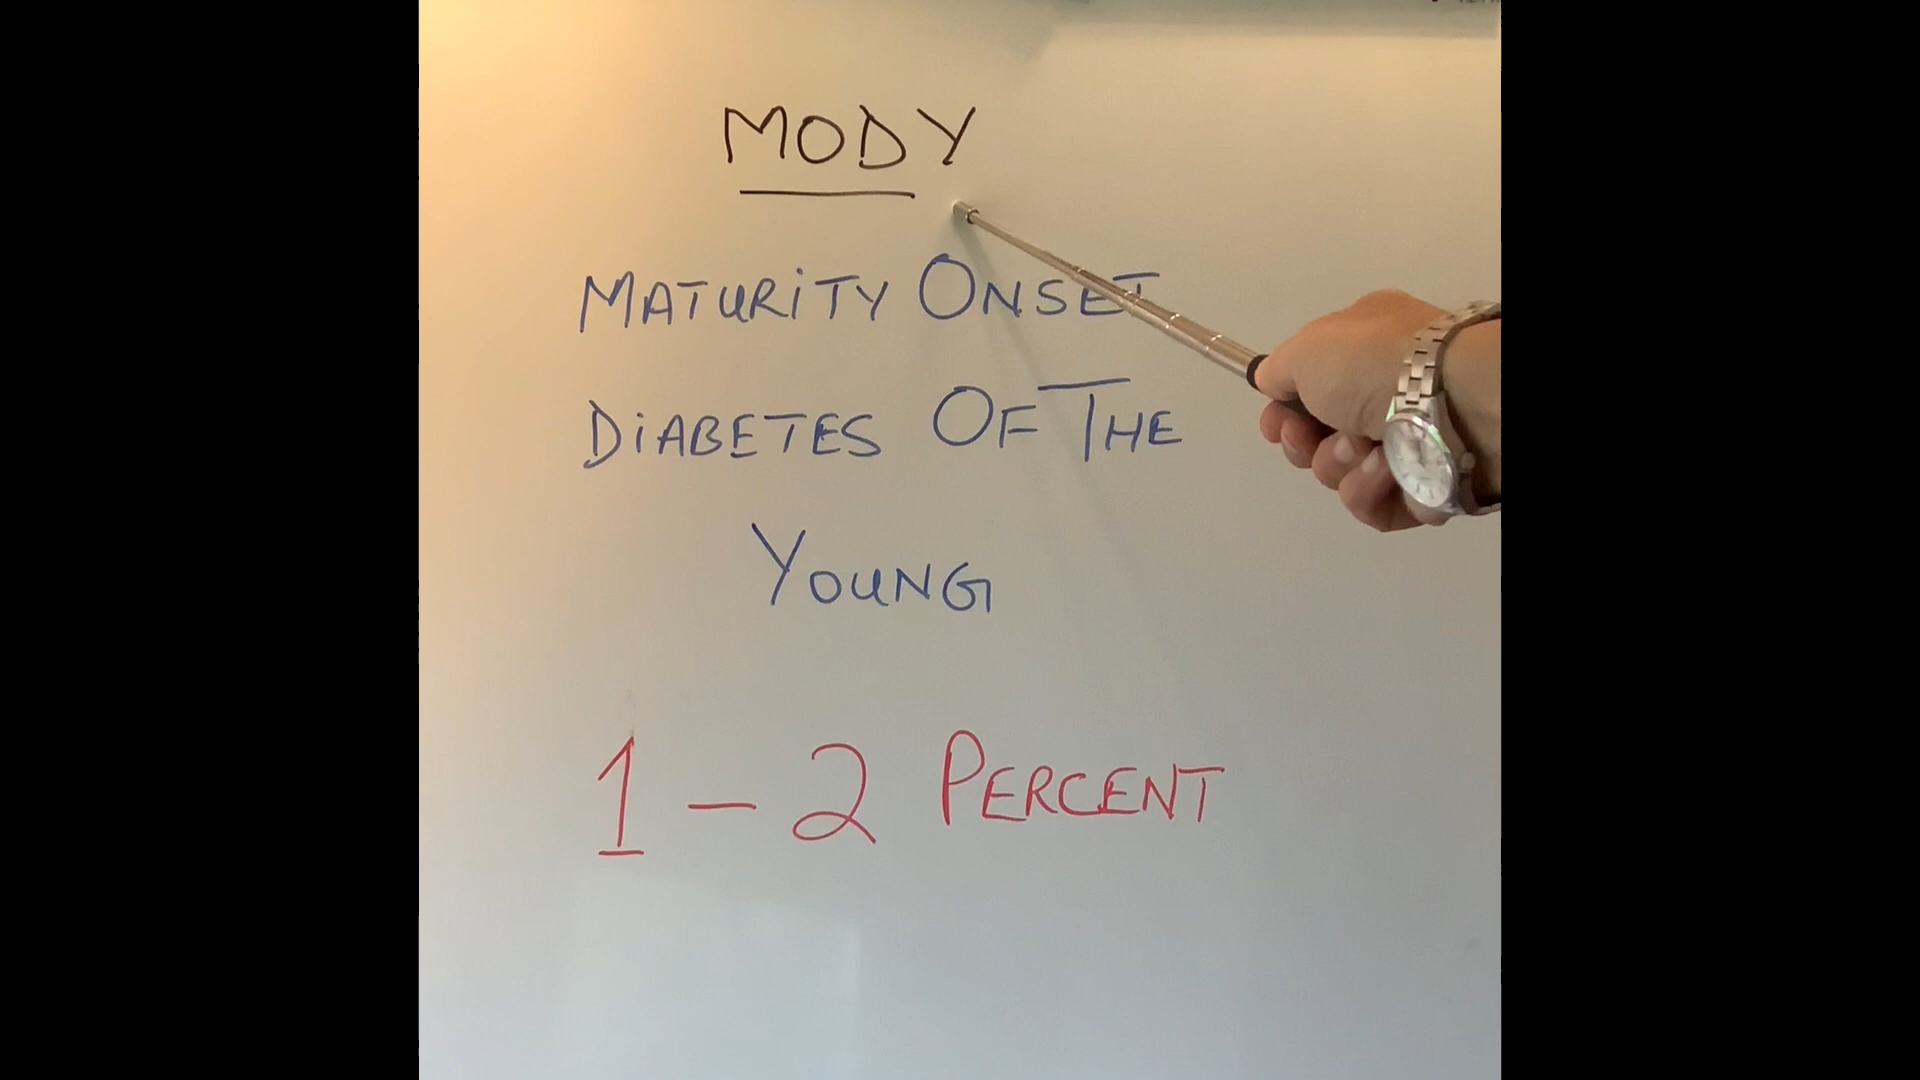 MODY
MATURiTY ONSET
DiABETES OF THE
YOUNG
1 - 2 PERCENT